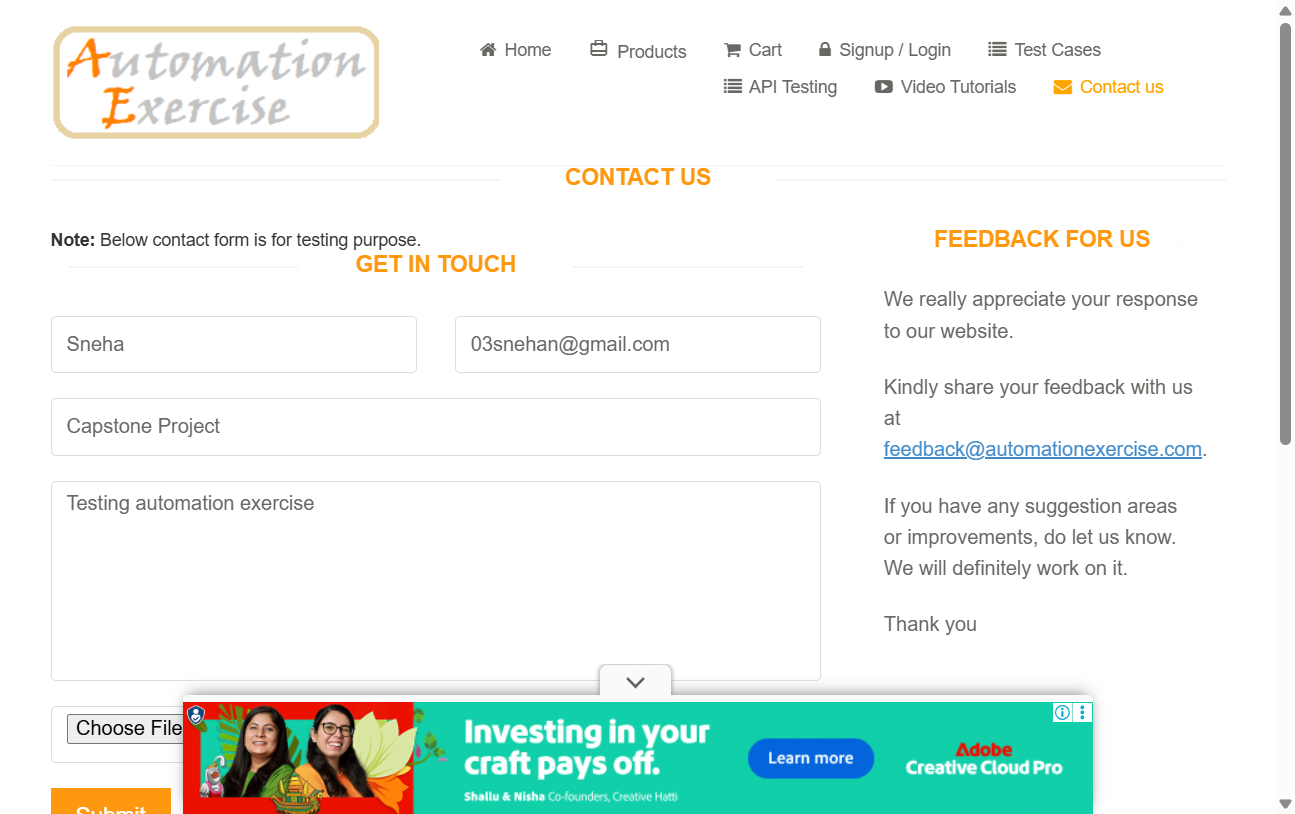 Automation
Exercise
Home
Products
Cart
Signup / Login
Test Cases
API Testing
Video Tutorials
Contact us
CONTACT US
Note: Below contact form is for testing purpose.
GET IN TOUCH
Sneha
03snehan@gmail.com
Capstone Project
Testing automation exercise
Choose File
Submit
FEEDBACK FOR US
We really appreciate your response
to our website.
Kindly share your feedback with us
at
feedback@automationexercise.com.
If you have any suggestion areas
or improvements, do let us know.
We will definitely work on it.
Thank you
Investing in your
craft pays off.
Shallu & Nisha Co-founders, Creative Hatti
Learn more
Adobe
Creative Cloud Pro